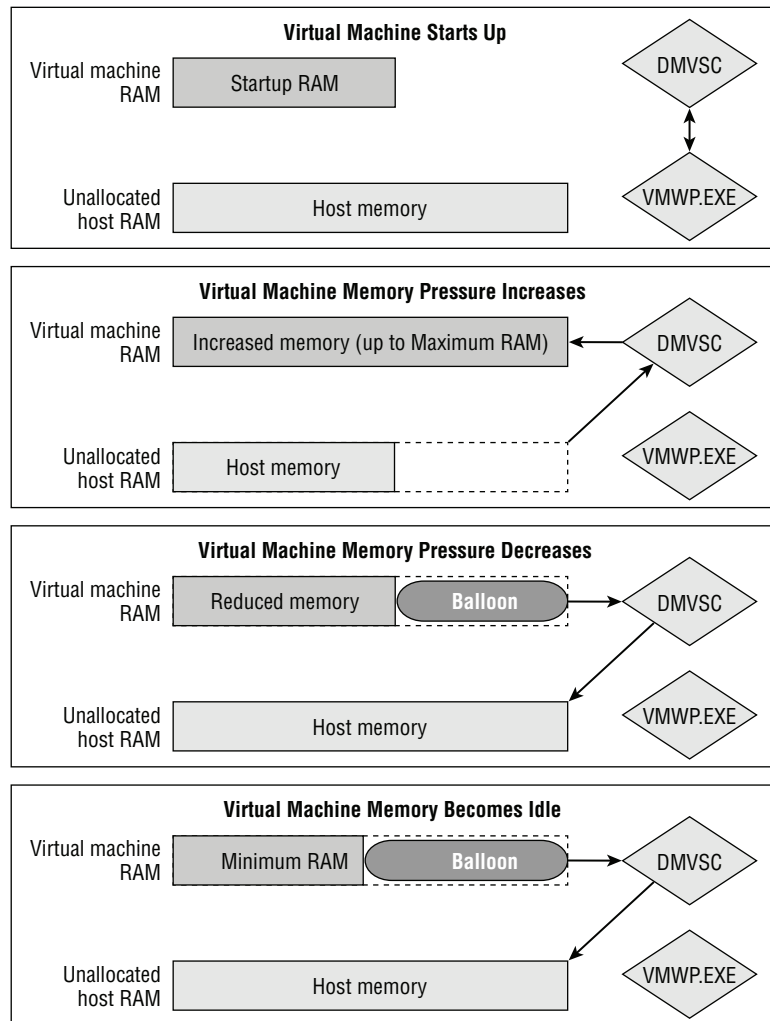 Virtual Machine Starts Up
Virtual machine
RAM
Startup RAM
DMVSC
Unallocated
host RAM
Host memory
VMWP.EXE
Virtual Machine Memory Pressure Increases
Virtual machine
RAM
Increased memory (up to Maximum RAM)
DMVSC
Unallocated
host RAM
Host memory
VMWP.EXE
Virtual Machine Memory Pressure Decreases
Virtual machine
RAM
Reduced memory
Balloon
DMVSC
Unallocated
host RAM
Host memory
VMWP.EXE
Virtual Machine Memory Becomes Idle
Virtual machine
RAM
Minimum RAM
Balloon
DMVSC
Unallocated
host RAM
Host memory
VMWP.EXE